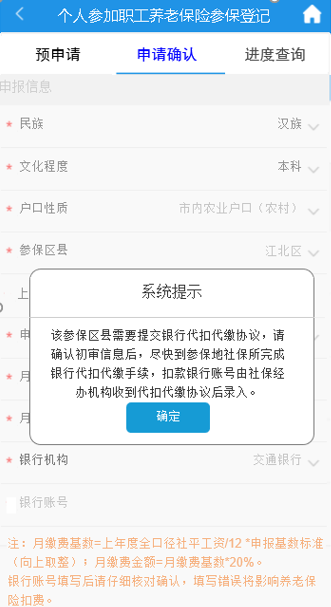 个人参加职工养老保险参保登记
预申请 申请确认 进度查询
申报信息
* 民族 汉族
* 文化程度 本科
* 户口性质 市内农业户口（农村）
* 参保区县 江北区
上
系统提示
该参保区县需要提交银行代扣代缴协议，请
确认初审信息后，尽快到参保地社保所完成
银行代扣代缴手续，扣款银行账号由社保经
办机构收到代扣代缴协议后录入。
确定
* 申
* 月
* 月
* 银行机构 交通银行
银行账号
注：月缴费基数=上年度全口径社平工资/12 *申报基数标准
（向上取整）；月缴费金额=月缴费基数*20%。
银行账号填写后请仔细核对确认，填写错误将影响养老保
险扣费。